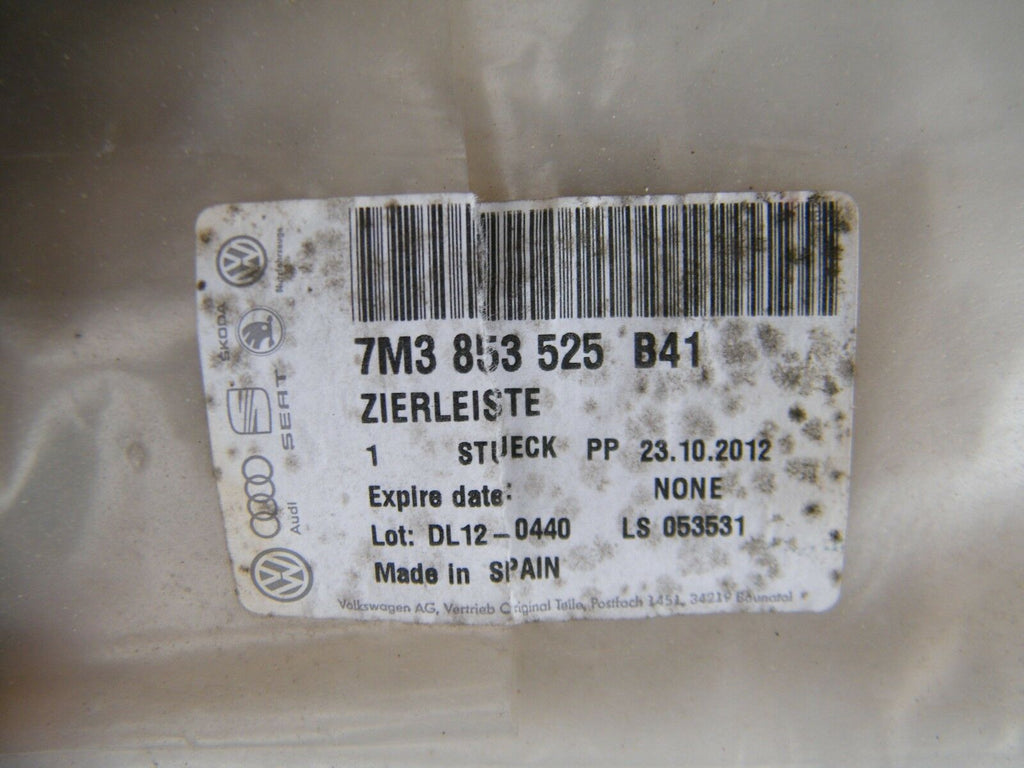 7M3 853 525 B41
ZIERLEISTE
1 STUECK PP 23.10.2012
Expire date: NONE
Lot: DL12-0440 LS 053531
Made in SPAIN
Volkswagen AG, Vertrieb Original Teile, Postfach 1451, 34219 Baunatal
Nutzfahrzeuge
ŠKODA
SEAT
Audi